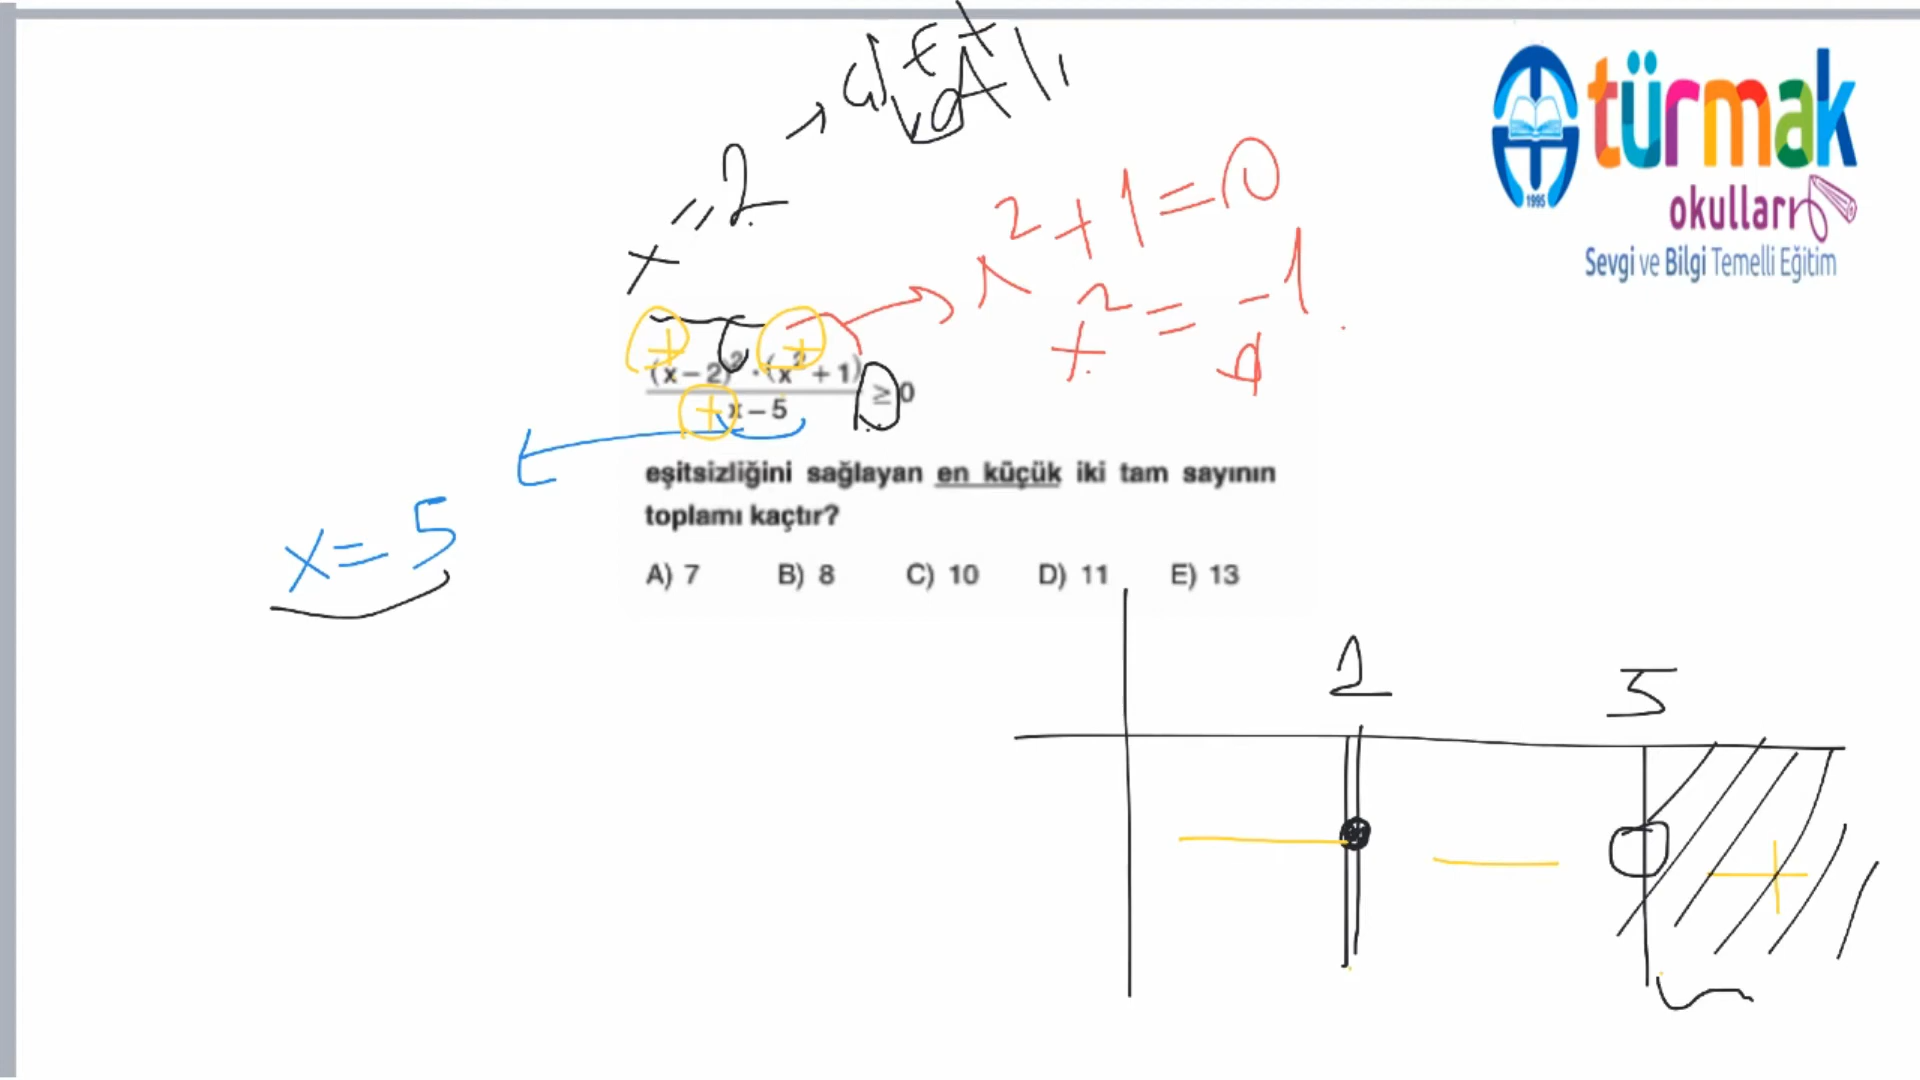 türmak
okulları
1995
Sevgi ve Bilgi Temelli Eğitim
x = 2 → çift katlı
x² + 1 = 0
x² = -1
(x – 2)² · (x² + 1)
x – 5
≥ 0
+ + +
x = 5
eşitsizliğini sağlayan en küçük iki tam sayının
toplamı kaçtır?
A) 7 B) 8 C) 10 D) 11 E) 13
2 5
– – +